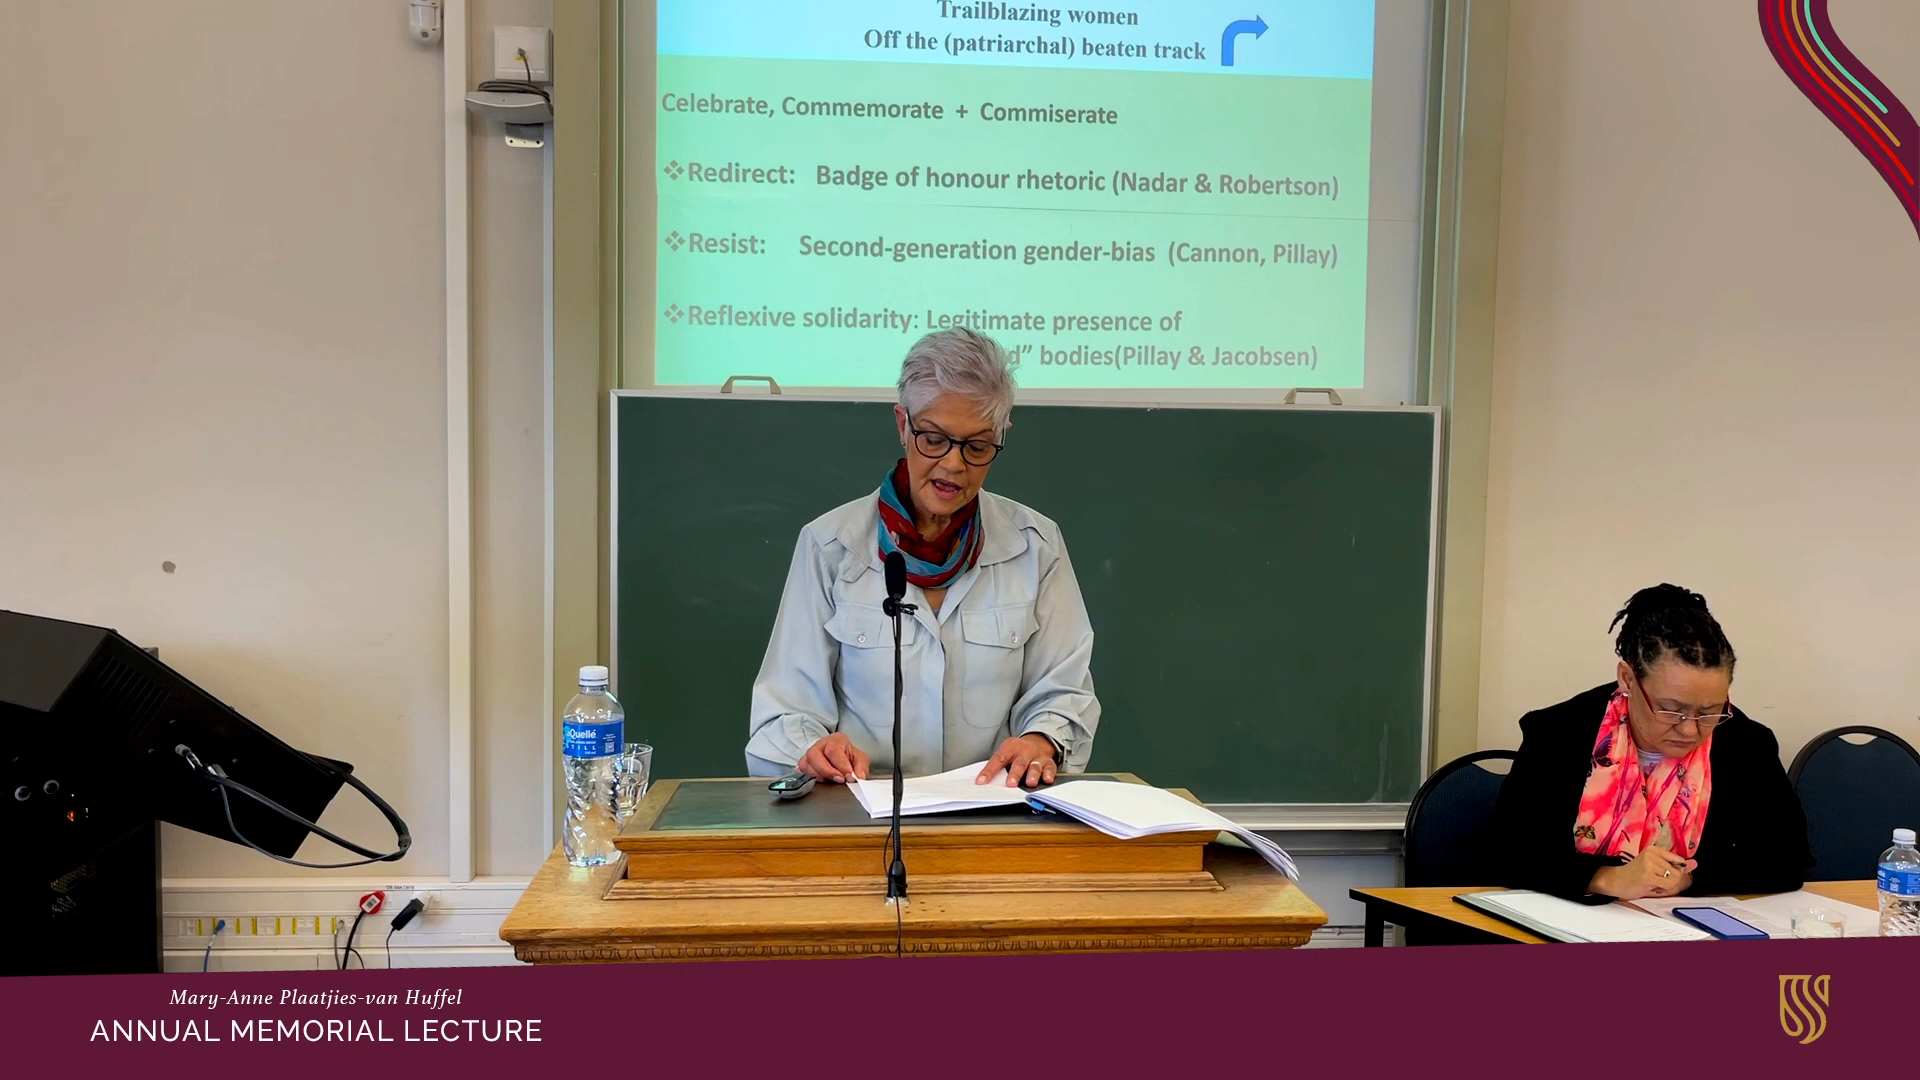 Trailblazing women
Off the (patriarchal) beaten track
Celebrate, Commemorate + Commiserate
❖Redirect: Badge of honour rhetoric (Nadar & Robertson)
❖Resist: Second-generation gender-bias (Cannon, Pillay)
❖Reflexive solidarity: Legitimate presence of
d” bodies(Pillay & Jacobsen)
aQuellé
STILL
Mary-Anne Plaatjies-van Huffel
ANNUAL MEMORIAL LECTURE